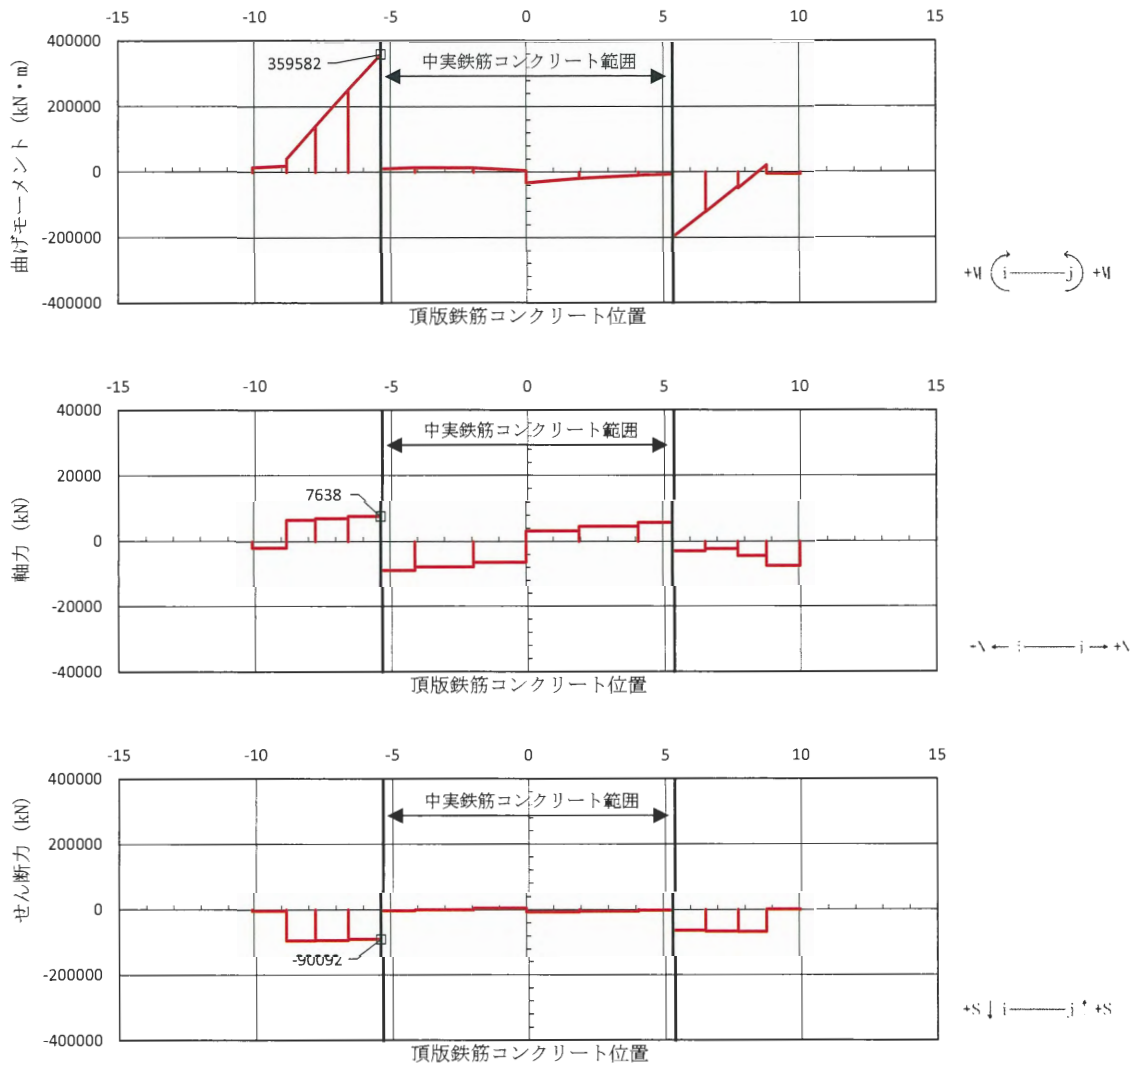 -15 -10 -5 0 5 10 15
400000
359582
中実鉄筋コンクリート範囲
200000
0
-200000
-400000
曲げモーメント (kN・m)
頂版鉄筋コンクリート位置
+M i j +M
-15 -10 -5 0 5 10 15
40000
中実鉄筋コンクリート範囲
20000
7638
0
-20000
-40000
軸力 (kN)
頂版鉄筋コンクリート位置
i j
-15 -10 -5 0 5 10 15
400000
中実鉄筋コンクリート範囲
200000
0
-90092
-200000
-400000
せん断力 (kN)
頂版鉄筋コンクリート位置
+S i j +S